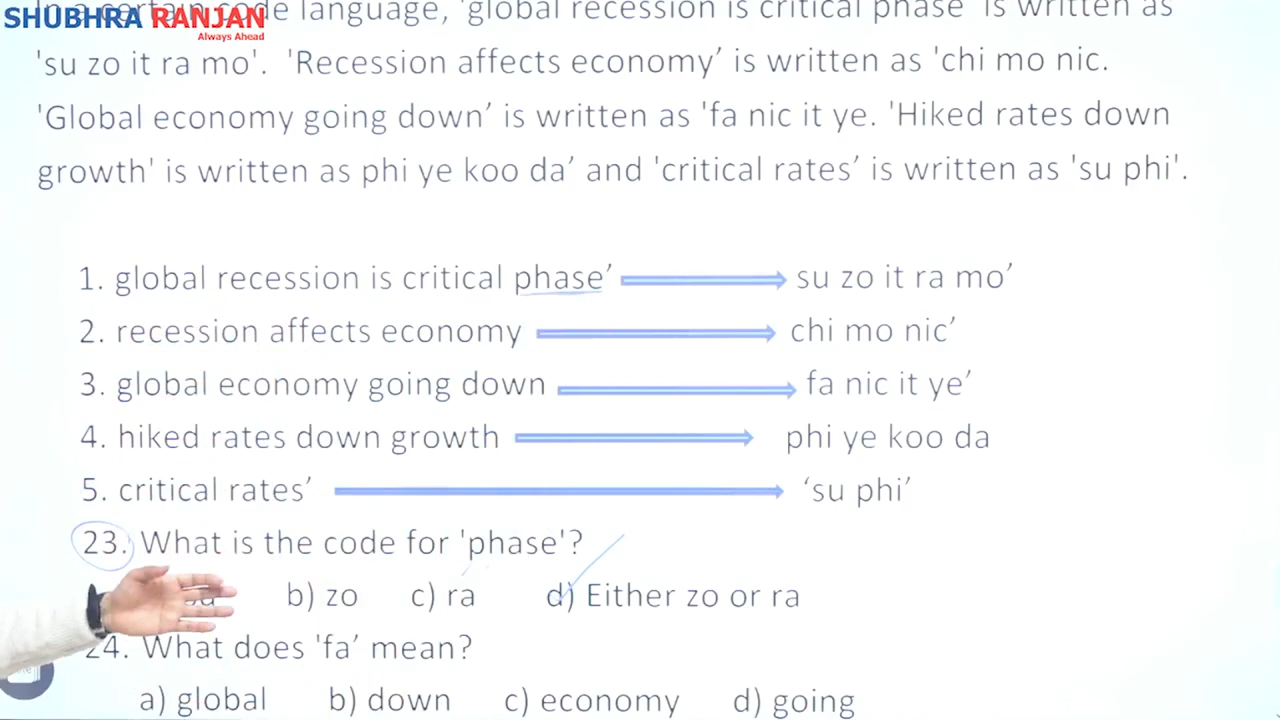 SHUBHRA RANJAN
Always Ahead
In a certain code language, 'global recession is critical phase' is written as
'su zo it ra mo'. 'Recession affects economy’ is written as 'chi mo nic.
'Global economy going down’ is written as 'fa nic it ye. 'Hiked rates down
growth' is written as phi ye koo da’ and 'critical rates’ is written as 'su phi'.
1. global recession is critical phase’ su zo it ra mo’
2. recession affects economy chi mo nic’
3. global economy going down fa nic it ye’
4. hiked rates down growth phi ye koo da
5. critical rates’ ‘su phi’
23. What is the code for 'phase'?
b) zo c) ra d) Either zo or ra
24. What does 'fa’ mean?
a) global b) down c) economy d) going